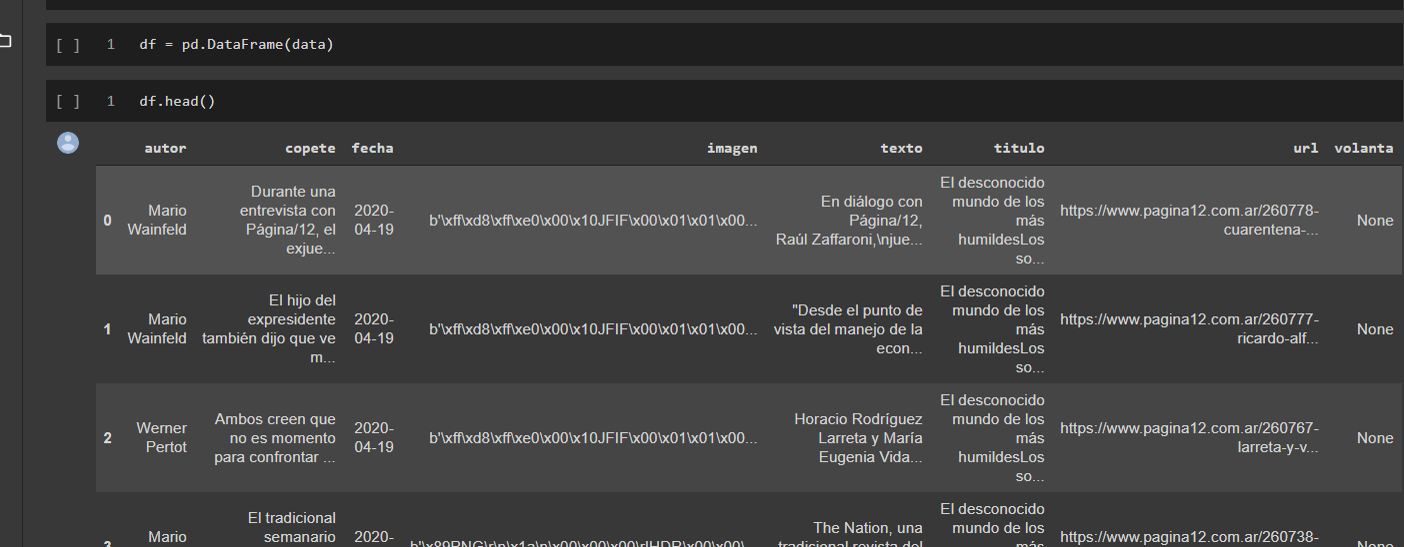 [ ] 1 df = pd.DataFrame(data)
[ ] 1 df.head()
autor copete fecha imagen texto titulo url volanta
0
Mario
Wainfeld
Durante una
entrevista con
Página/12, el
exjue...
2020-
04-19
b'\xff\xd8\xff\xe0\x00\x10JFIF\x00\x01\x01\x00...
En diálogo con
Página/12,
Raúl Zaffaroni,\njue...
El desconocido
mundo de los
más
humildesLos
so...
https://www.pagina12.com.ar/260778-
cuarentena-...
None
1
Mario
Wainfeld
El hijo del
expresidente
también dijo que ve
m...
2020-
04-19
b'\xff\xd8\xff\xe0\x00\x10JFIF\x00\x01\x01\x00...
"Desde el punto de
vista del manejo de la
econ...
El desconocido
mundo de los
más
humildesLos
so...
https://www.pagina12.com.ar/260777-
ricardo-alf...
None
2
Werner
Pertot
Ambos creen que
no es momento
para confrontar ...
2020-
04-19
b'\xff\xd8\xff\xe0\x00\x10JFIF\x00\x01\x01\x00...
Horacio Rodríguez
Larreta y María
Eugenia Vida...
El desconocido
mundo de los
más
humildesLos
so...
https://www.pagina12.com.ar/260767-
larreta-y-v...
None
3
Mario
El tradicional
semanario
2020-
b'\x89PNG\r\n\x1a\n\x00\x00\x00\rIHDR\x00\x00\...
The Nation, una
tradicional revista del
El desconocido
mundo de los
más
https://www.pagina12.com.ar/260738-
None